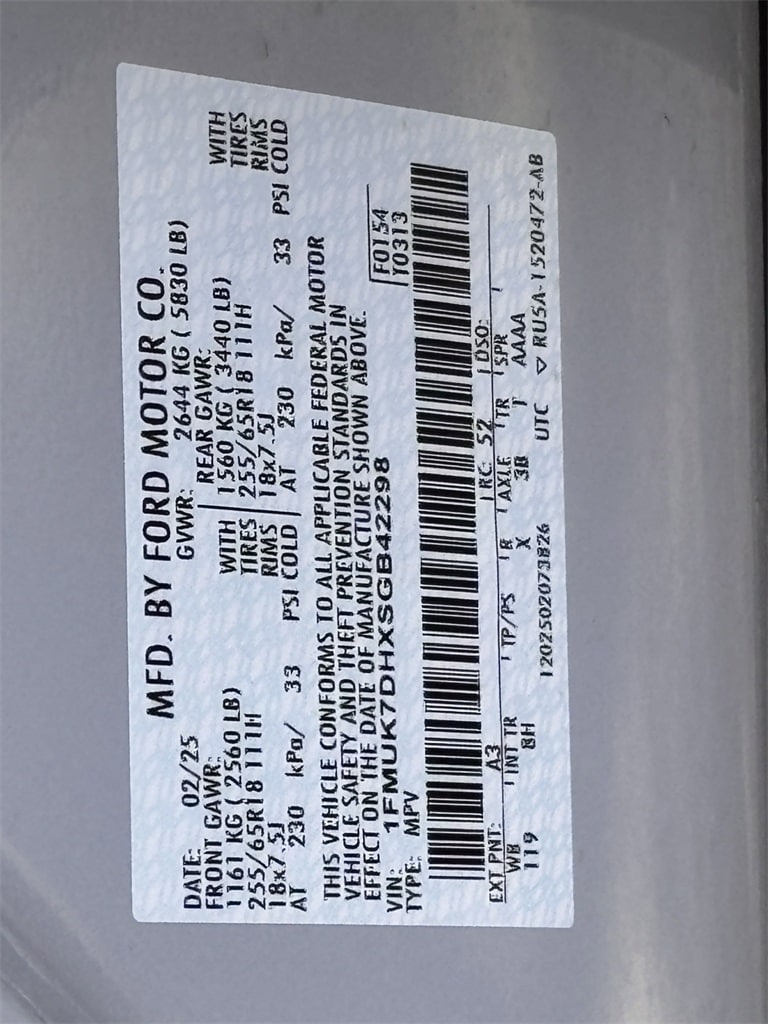 MFD. BY FORD MOTOR CO.
DATE: 02/25 GVWR: 2644 KG ( 5830 LB)
FRONT GAWR: REAR GAWR:
1161 KG ( 2560 LB) WITH 1560 KG ( 3440 LB) WITH
255/65R18 111H TIRES 255/65R18 111H TIRES
18x7.5J RIMS 18x7.5J RIMS
AT 230 kPa/ 33 PSI COLD AT 230 kPa/ 33 PSI COLD
THIS VEHICLE CONFORMS TO ALL APPLICABLE FEDERAL MOTOR
VEHICLE SAFETY AND THEFT PREVENTION STANDARDS IN
EFFECT ON THE DATE OF MANUFACTURE SHOWN ABOVE.
VIN: 1FMUK7DHXSGB42298 F0154
TYPE: MPV T0313
EXT PNT: A3 RC: 52 DSO:
WB INT TR TP/PS R AXLE TR SPR
119 8H X 3B T AAAA
1202502073826 UTC ▽ RU5A-1520472-AB